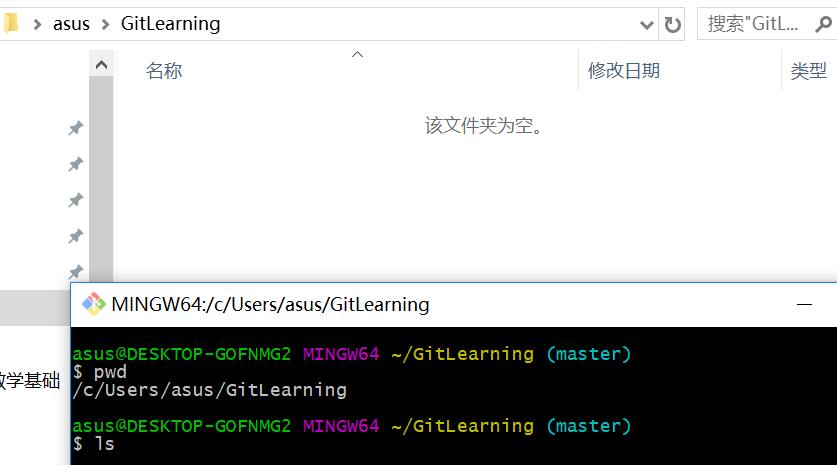 asus > GitLearning
搜索"GitL...
名称
修改日期
类型
该文件夹为空。
MINGW64:/c/Users/asus/GitLearning
asus@DESKTOP-GOFNMG2 MINGW64 ~/GitLearning (master)
$ pwd
/c/Users/asus/GitLearning
asus@DESKTOP-GOFNMG2 MINGW64 ~/GitLearning (master)
学基础
$ ls